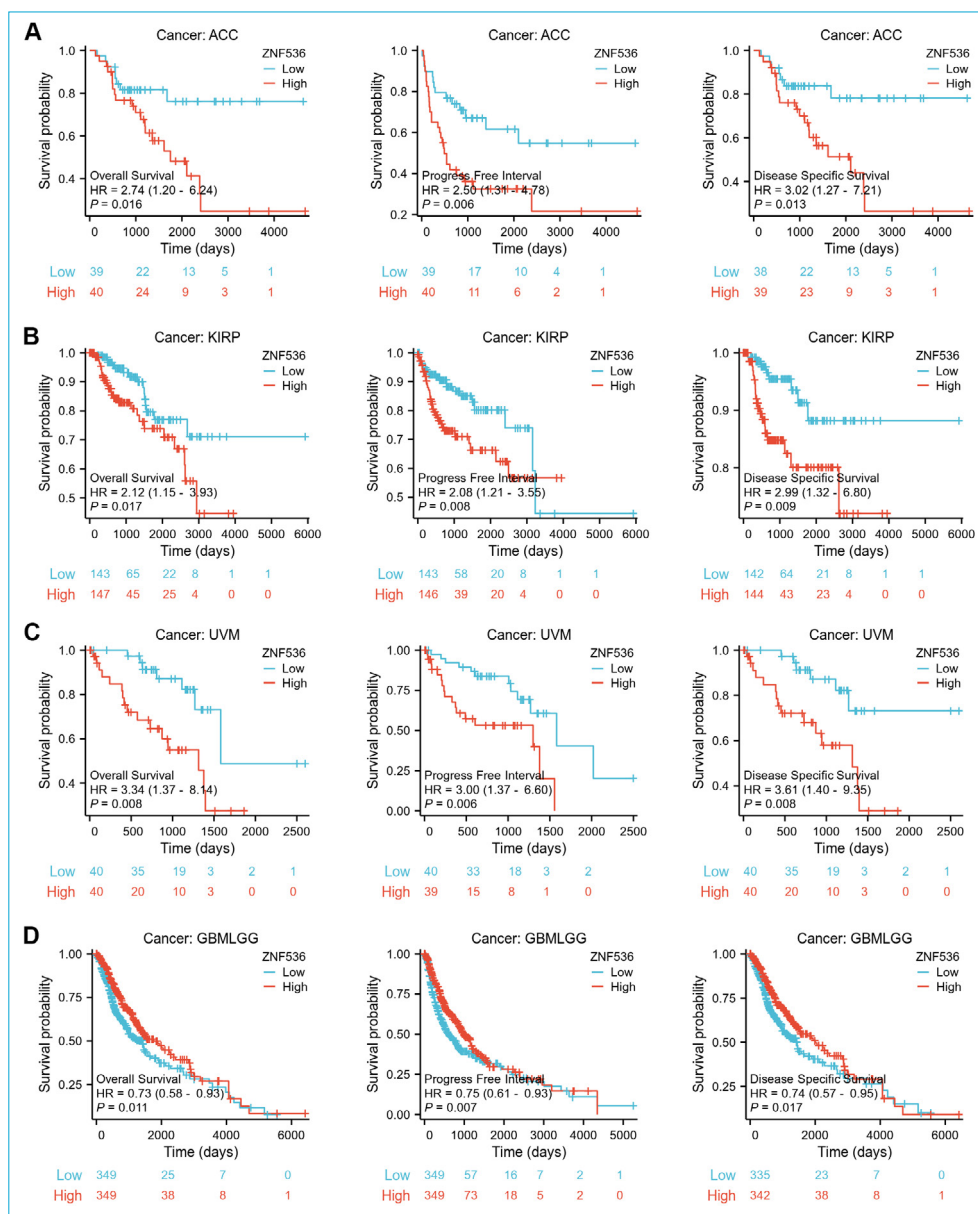 A
Cancer: ACC
ZNF536
Low
High
Survival probability
1.0
0.8
0.6
0.4
Overall Survival
HR = 2.74 (1.20 - 6.24)
P = 0.016
0 1000 2000 3000 4000
Time (days)
Low 39 22 13 5 1
High 40 24 9 3 1
Cancer: ACC
ZNF536
Low
High
Survival probability
1.0
0.8
0.6
0.4
0.2
Progress Free Interval
HR = 2.50 (1.31 - 4.78)
P = 0.006
0 1000 2000 3000 4000
Time (days)
39 17 10 4 1
40 11 6 2 1
Cancer: ACC
ZNF536
Low
High
Survival probability
1.0
0.8
0.6
0.4
Disease Specific Survival
HR = 3.02 (1.27 - 7.21)
P = 0.013
0 1000 2000 3000 4000
Time (days)
Low 38 22 13 5 1
High 39 23 9 3 1
B
Cancer: KIRP
ZNF536
Low
High
Survival probability
1.0
0.9
0.8
0.7
0.6
0.5
Overall Survival
HR = 2.12 (1.15 - 3.93)
P = 0.017
0 1000 2000 3000 4000 5000 6000
Time (days)
Low 143 65 22 8 1 1
High 147 45 25 4 0 0
Cancer: KIRP
ZNF536
Low
High
Survival probability
1.0
0.9
0.8
0.7
0.6
0.5
Progress Free Interval
HR = 2.08 (1.21 - 3.55)
P = 0.008
0 1000 2000 3000 4000 5000 6000
Time (days)
Low 143 58 20 8 1 1
High 146 39 20 4 0 0
Cancer: KIRP
ZNF536
Low
High
Survival probability
1.0
0.9
0.8
Disease Specific Survival
HR = 2.99 (1.32 - 6.80)
P = 0.009
0 1000 2000 3000 4000 5000 6000
Time (days)
Low 142 64 21 8 1 1
High 144 43 23 4 0 0
C
Cancer: UVM
ZNF536
Low
High
Survival probability
1.0
0.8
0.6
0.4
Overall Survival
HR = 3.34 (1.37 - 8.14)
P = 0.008
0 500 1000 1500 2000 2500
Time (days)
Low 40 35 19 3 2 1
High 40 20 10 3 0 0
Cancer: UVM
ZNF536
Low
High
Survival probability
1.00
0.75
0.50
0.25
0.00
Progress Free Interval
HR = 3.00 (1.37 - 6.60)
P = 0.006
0 500 1000 1500 2000 2500
Time (days)
Low 40 33 18 3 2
High 39 15 8 1 0
Cancer: UVM
ZNF536
Low
High
Survival probability
1.0
0.8
0.6
0.4
Disease Specific Survival
HR = 3.61 (1.40 - 9.35)
P = 0.008
0 500 1000 1500 2000 2500
Time (days)
Low 40 35 19 3 2 1
High 40 20 10 3 0 0
D
Cancer: GBMLGG
ZNF536
Low
High
Survival probability
1.00
0.75
0.50
0.25
Overall Survival
HR = 0.73 (0.58 - 0.93)
P = 0.011
0 2000 4000 6000
Time (days)
Low 349 25 7 0
High 349 38 8 1
Cancer: GBMLGG
ZNF536
Low
High
Survival probability
1.00
0.75
0.50
0.25
0.00
Progress Free Interval
HR = 0.75 (0.61 - 0.93)
P = 0.007
0 1000 2000 3000 4000 5000
Time (days)
Low 349 57 16 7 2 1
High 349 73 18 5 2 0
Cancer: GBMLGG
ZNF536
Low
High
Survival probability
1.00
0.75
0.50
0.25
Disease Specific Survival
HR = 0.74 (0.57 - 0.95)
P = 0.017
0 2000 4000 6000
Time (days)
Low 335 23 7 0
High 342 38 8 1